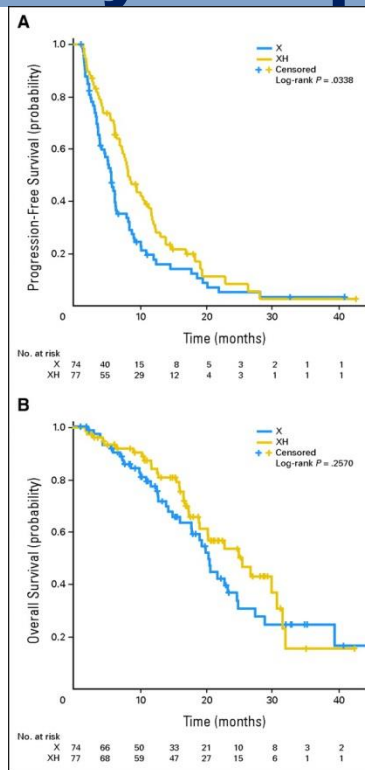 A
X
XH
Censored
Log-rank P = .0338
Progression-Free Survival (probability)
1.0
0.8
0.6
0.4
0.2
0 10 20 30 40
Time (months)
No. at risk
X 74 40 15 8 5 3 2 1 1
XH 77 55 29 12 4 3 1 1 1
B
X
XH
Censored
Log-rank P = .2570
Overall Survival (probability)
1.0
0.8
0.6
0.4
0.2
0 10 20 30 40
Time (months)
No. at risk
X 74 66 50 33 21 10 8 3 2
XH 77 68 59 47 27 15 6 1 1